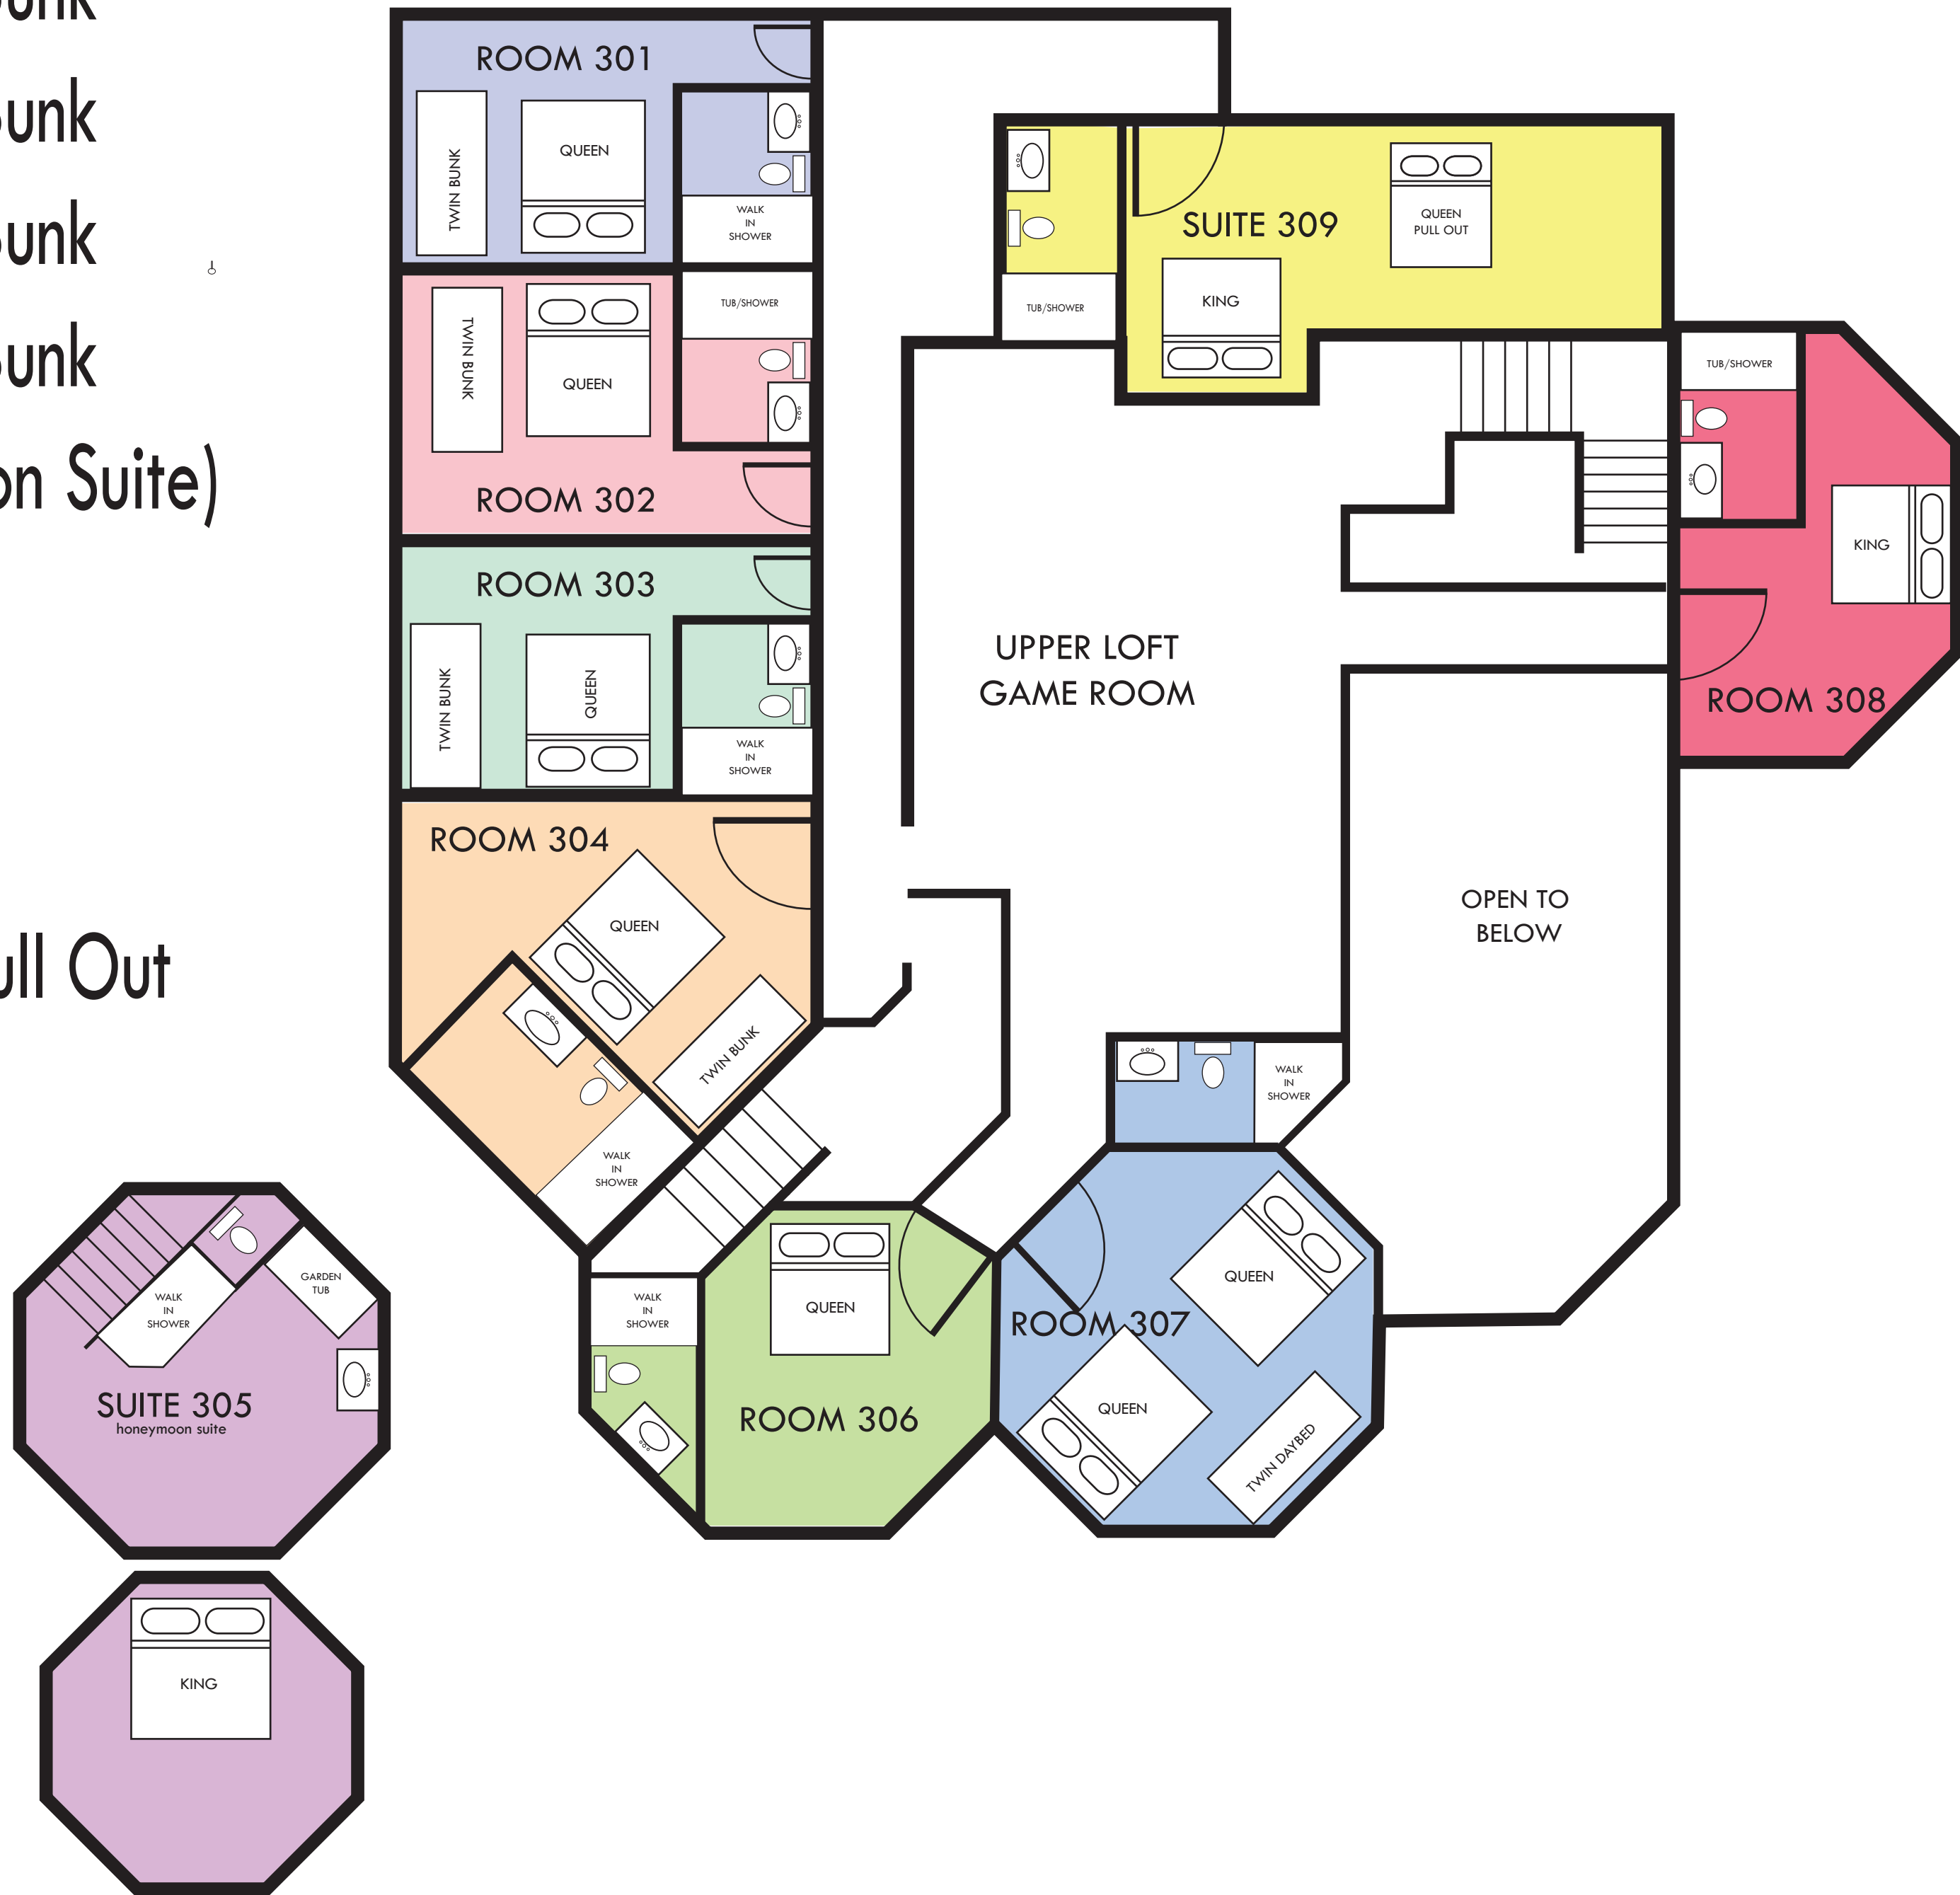 unk
unk
unk
unk
on Suite)
ull Out
ROOM 301
TWIN BUNK
QUEEN
WALK
IN
SHOWER
TWIN BUNK
QUEEN
TUB/SHOWER
ROOM 302
ROOM 303
TWIN BUNK
QUEEN
WALK
IN
SHOWER
ROOM 304
QUEEN
TWIN BUNK
WALK
IN
SHOWER
WALK
IN
SHOWER
GARDEN
TUB
SUITE 305
honeymoon suite
KING
WALK
IN
SHOWER
QUEEN
ROOM 306
WALK
IN
SHOWER
QUEEN
ROOM 307
QUEEN
TWIN DAYBED
UPPER LOFT
GAME ROOM
OPEN TO
BELOW
TUB/SHOWER
KING
ROOM 308
SUITE 309
QUEEN
PULL OUT
KING
TUB/SHOWER